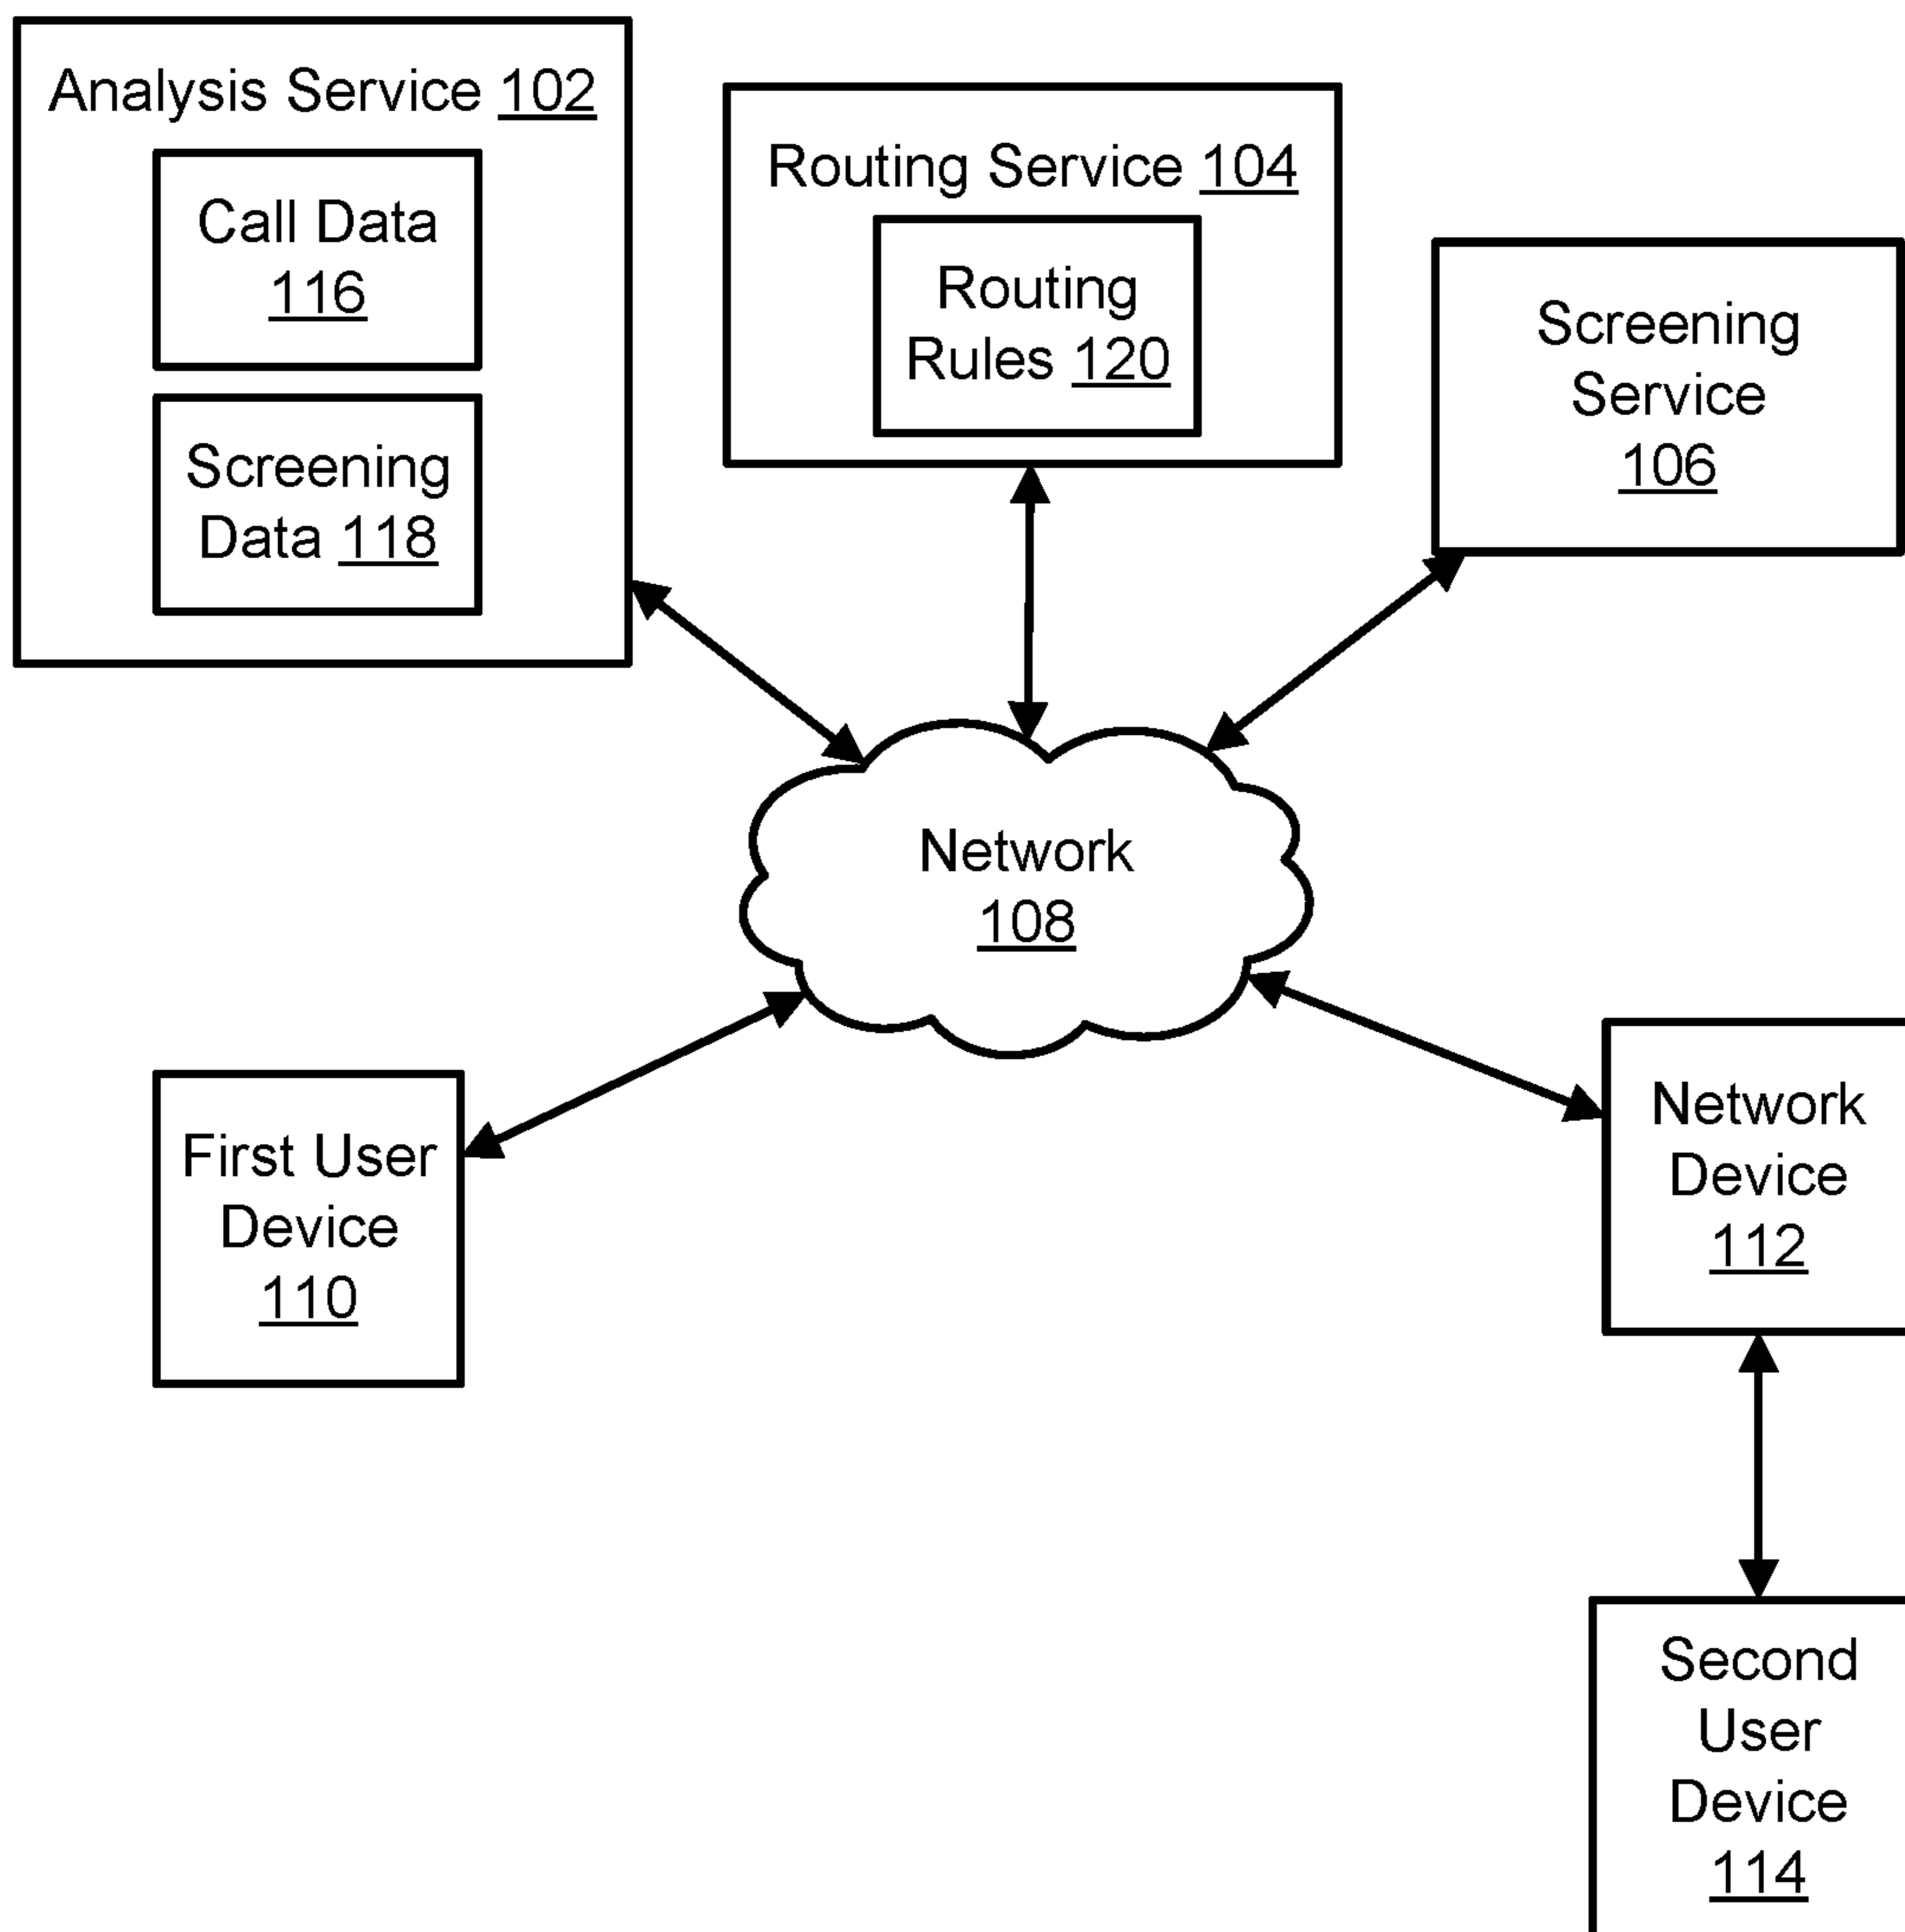 Analysis Service 102
Call Data
116
Screening
Data 118
Routing Service 104
Routing
Rules 120
Screening
Service
106
Network
108
First User
Device
110
Network
Device
112
Second
User
Device
114